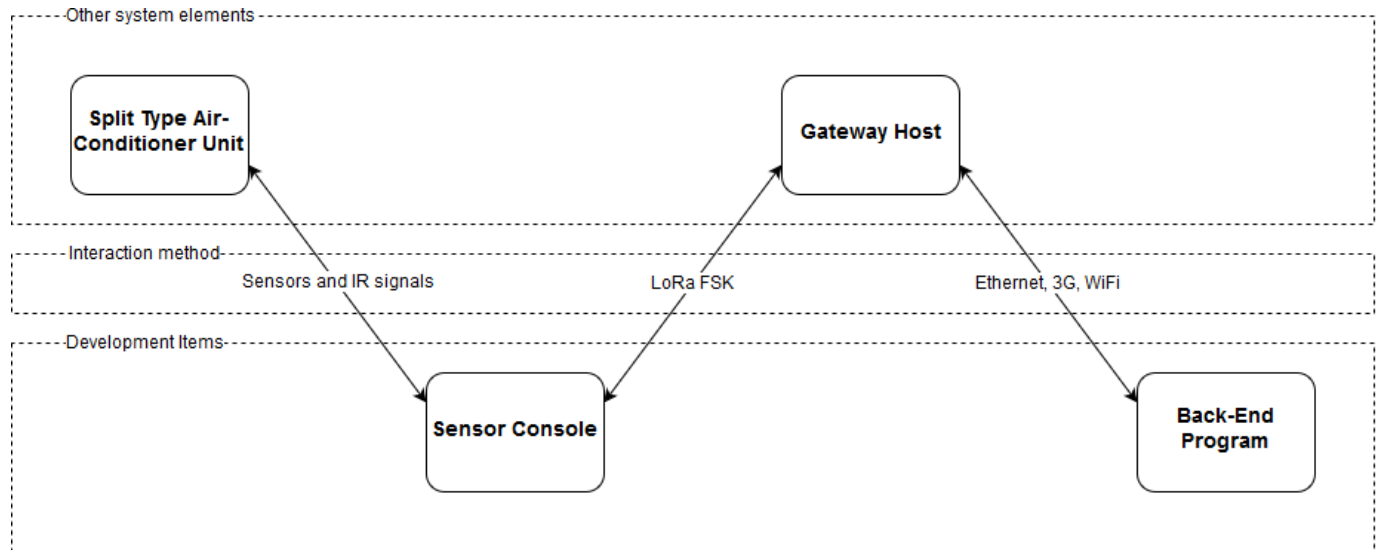 Other system elements
Split Type Air-
Conditioner Unit
Gateway Host
Interaction method
Sensors and IR signals
LoRa FSK
Ethernet, 3G, WiFi
Development Items
Sensor Console
Back-End
Program